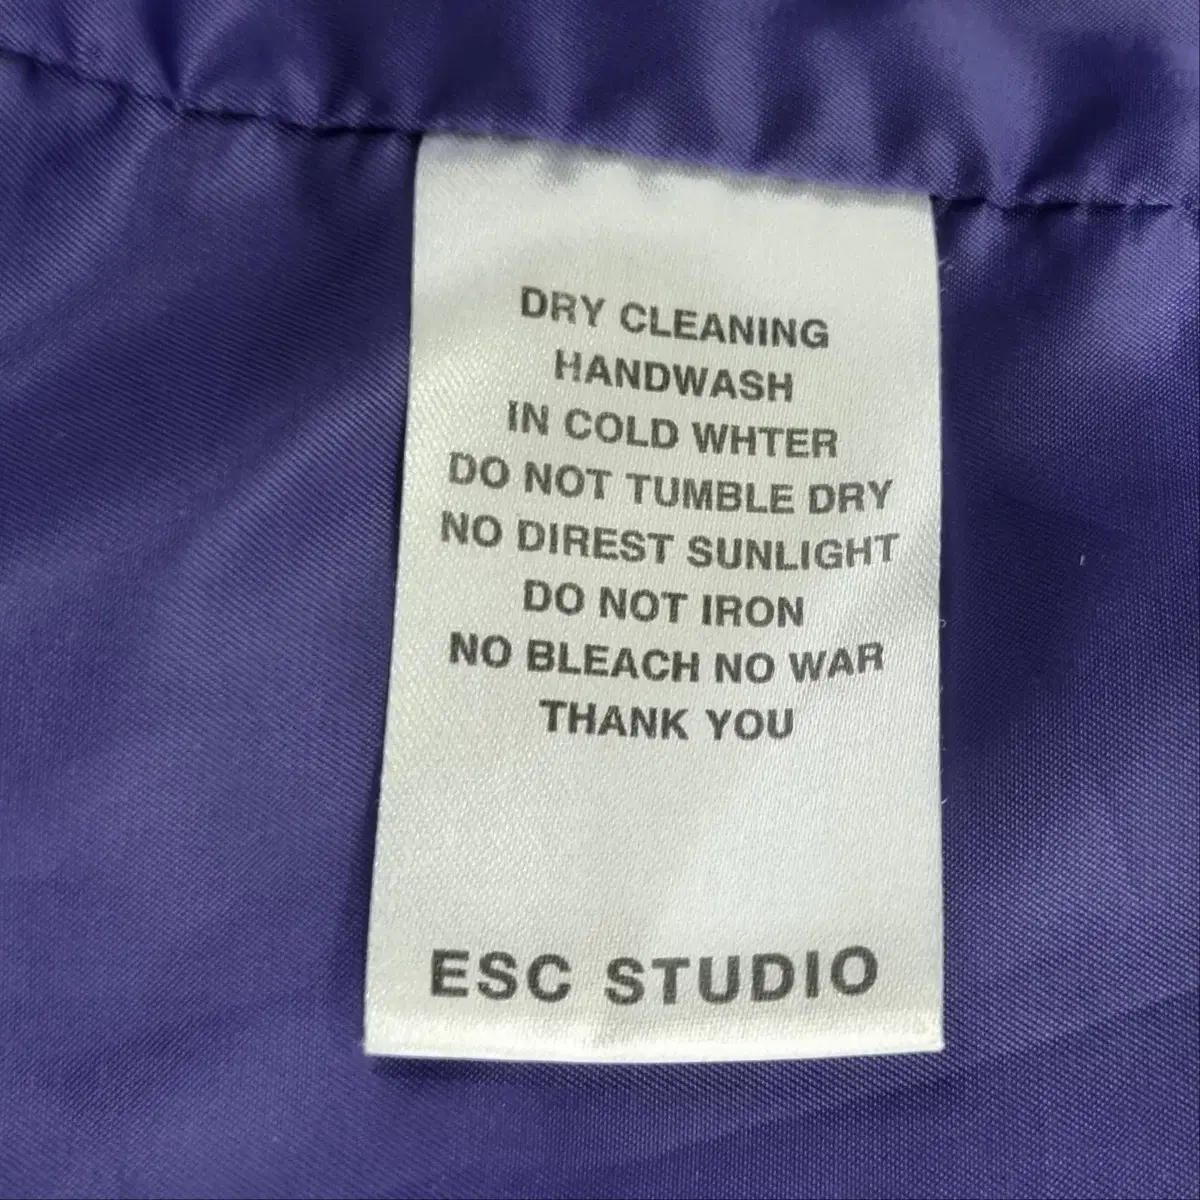 DRY CLEANING
HANDWASH
IN COLD WHTER
DO NOT TUMBLE DRY
NO DIREST SUNLIGHT
DO NOT IRON
NO BLEACH NO WAR
THANK YOU
ESC STUDIO